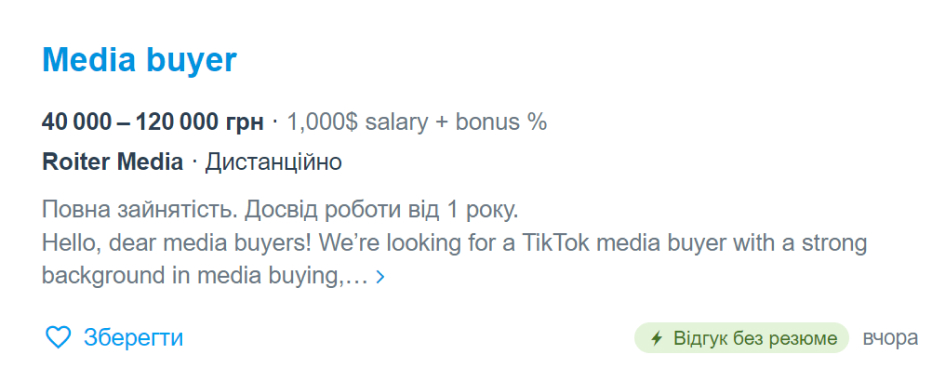 Media buyer
40 000 – 120 000 грн · 1,000$ salary + bonus %
Roiter Media · Дистанційно
Повна зайнятість. Досвід роботи від 1 року.
Hello, dear media buyers! We’re looking for a TikTok media buyer with a strong
background in media buying,…
Зберегти
Відгук без резюме вчора